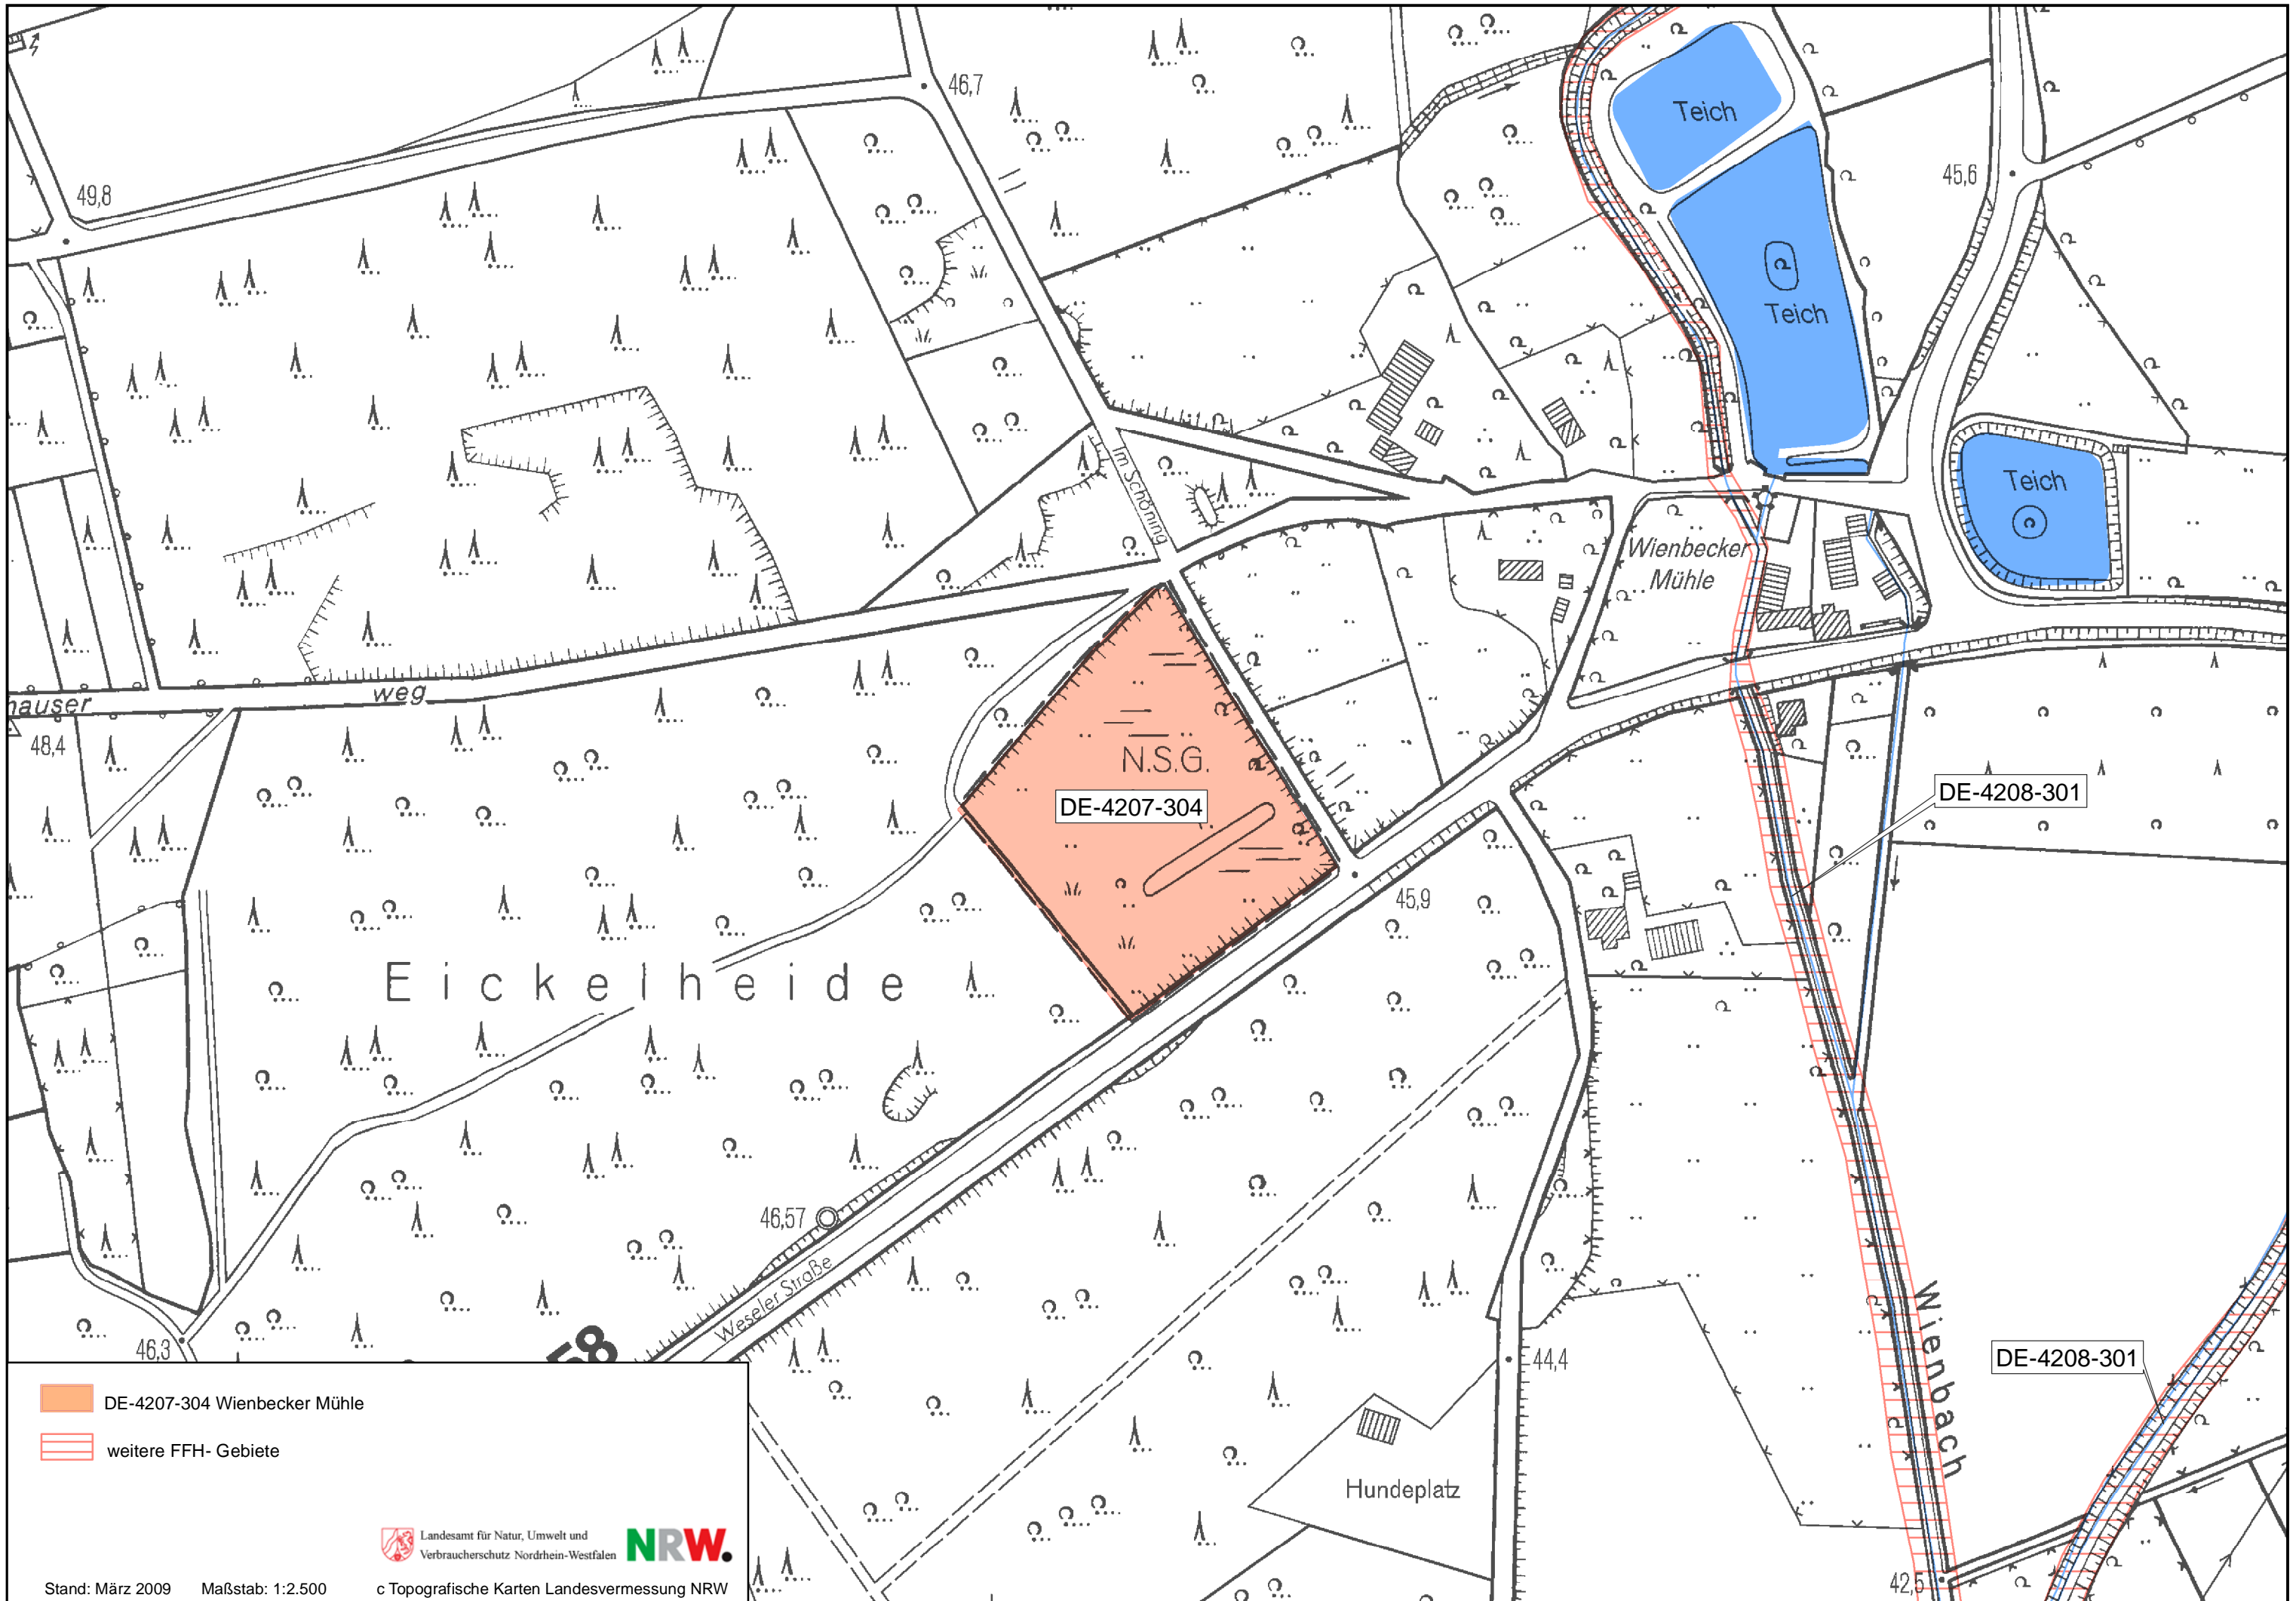 46,7
Teich
49,8
45,6
Teich
Im Schöning
Teich
Wienbecker
Mühle
hauser
weg
48,4
N.S.G.
DE-4207-304
DE-4208-301
45,9
Eickelheide
46,57
Weseler Straße
58
46,3
44,4
Wienbach
DE-4208-301
Hundeplatz
42,5
DE-4207-304 Wienbecker Mühle
weitere FFH- Gebiete
Landesamt für Natur, Umwelt und
Verbraucherschutz Nordrhein-Westfalen
NRW.
Stand: März 2009 Maßstab: 1:2.500 c Topografische Karten Landesvermessung NRW